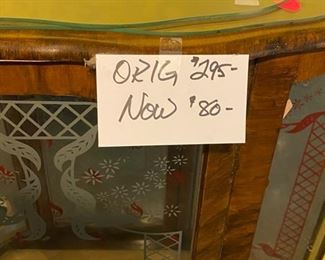 ORIG $295-
NOW $80-